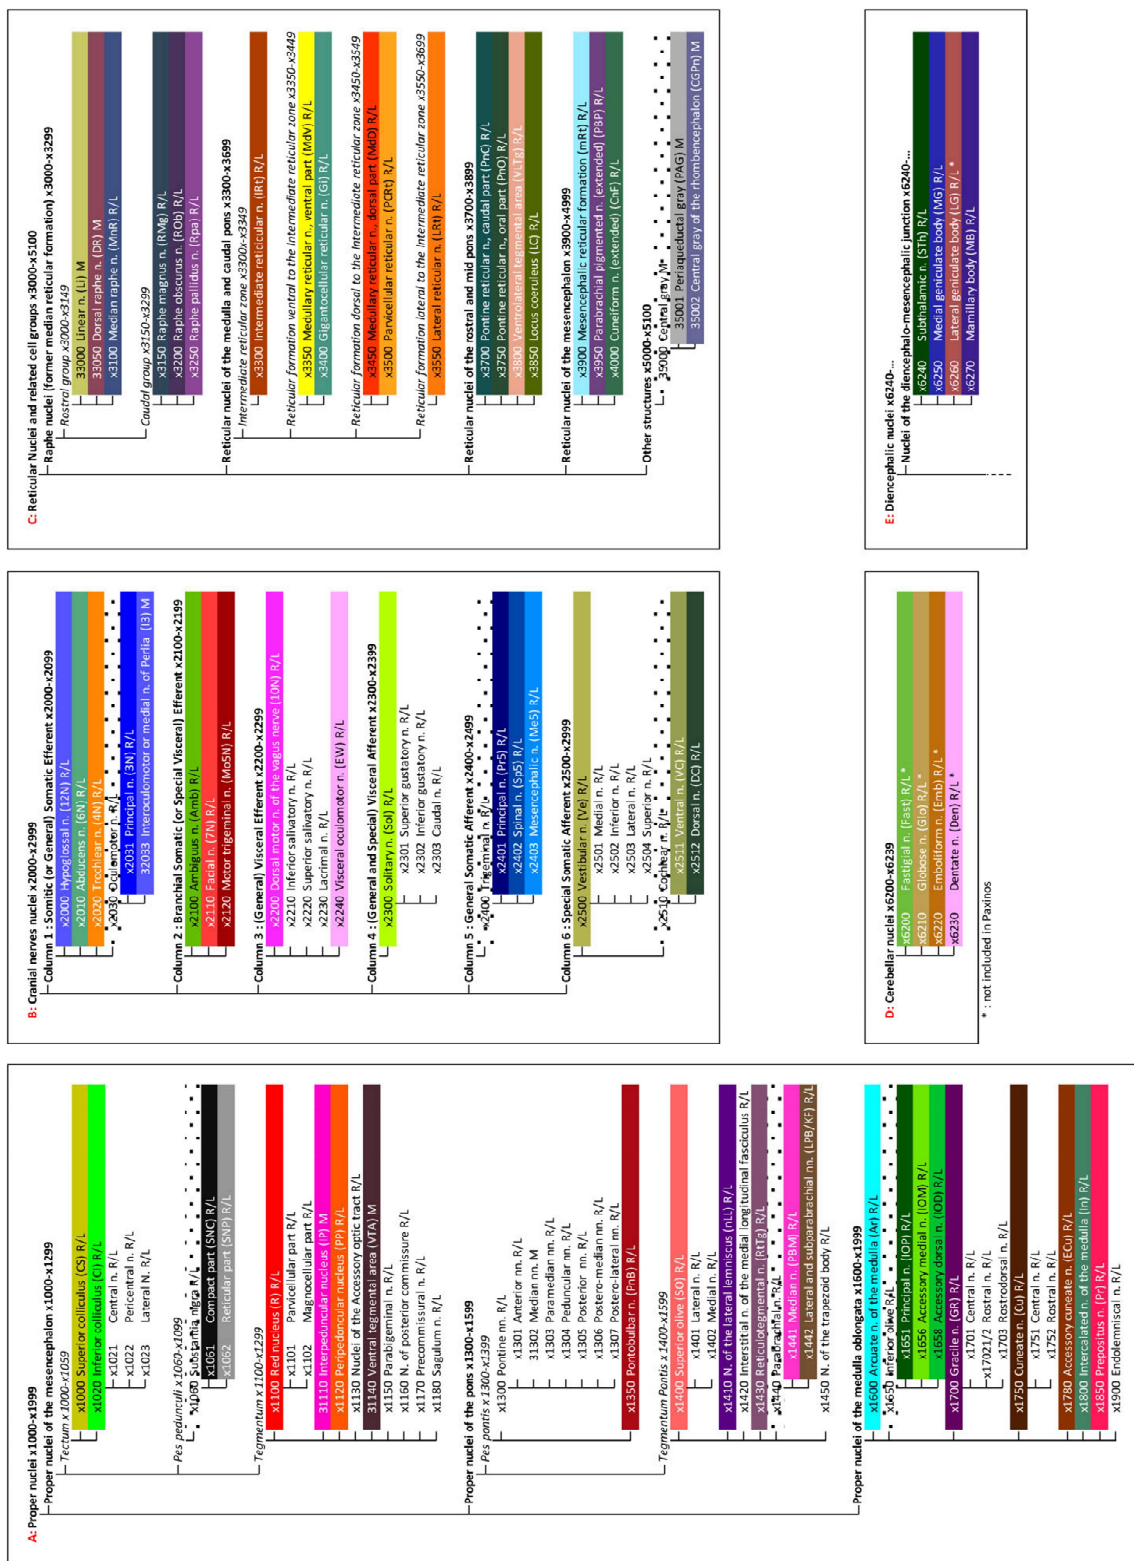 A: Proper nuclei x1000-x1999
Proper nuclei of the mesencephalon x1000-x1299
Tectum x1000-x1059
x1000 Superior colliculus (CS) R/L
x1020 Inferior colliculus (CI) R/L
x1021 Central n. R/L
x1022 Pericentral n. R/L
x1023 Lateral N. R/L
Pes pedunculi x1060-x1099
x1060 Substantia nigra R/L
x1061 Compact part (SNC) R/L
x1062 Reticular part (SNP) R/L
Tegmentum x1100-x1299
x1100 Red nucleus (R) R/L
x1101 Parvicellular part R/L
x1102 Magnocellular part R/L
31110 Interpeduncular nucleus (IP) M
x1120 Peripeduncular nucleus (PP) R/L
x1130 Nuclei of the Accessory optic tract R/L
31140 Ventral tegmental area (VTA) M
x1150 Parabigeminal n. R/L
x1160 N. of posterior commissure R/L
x1170 Precommissural n. R/L
x1180 Sagulum n. R/L
Proper nuclei of the pons x1300-x1599
Pes pontis x1300-x1399
x1300 Pontine nn. R/L
x1301 Anterior nn. R/L
31302 Median nn. M
x1303 Paramedian nn. R/L
x1304 Peduncular nn. R/L
x1305 Posterior nn. R/L
x1306 Postero-median nn. R/L
x1307 Postero-lateral nn. R/L
x1350 Pontobulbar n. (PnB) R/L
Tegmentum Pontis x1400-x1599
x1400 Superior olive (SO) R/L
x1401 Lateral n. R/L
x1402 Medial n. R/L
x1410 N. of the lateral lemniscus (nLL) R/L
x1420 Interstitial n. of the medial longitudinal fasciculus R/L
x1430 Reticulotegmental n. (RtTg) R/L
x1440 Parabrachial n. R/L
x1441 Median n. (PBM) R/L
x1442 Lateral and subparabrachial nn. (LPB/KF) R/L
x1450 N. of the trapezoid body R/L
Proper nuclei of the medulla oblongata x1600-x1999
x1600 Arcuate n. of the medulla (Ar) R/L
x1650 Inferior olive R/L
x1651 Principal n. (IOP) R/L
x1656 Accessory medial n. (IOM) R/L
x1658 Accessory dorsal n. (IOD) R/L
x1700 Gracile n. (GR) R/L
x1701 Central n. R/L
x1702L/2 Rostral n. R/L
x1703 Rostrodorsal n. R/L
x1750 Cuneate n. (Cu) R/L
x1751 Central n. R/L
x1752 Rostral n. R/L
x1780 Accessory cuneate n. (ECu) R/L
x1800 Intercalated n. of the medulla (In) R/L
x1850 Prepositus n. (Pr) R/L
x1900 Endolemniscal n. R/L
B: Cranial nerves nuclei x2000-x2999
Column 1 : Somitic (or General) Somatic Efferent x2000-x2099
x2000 Hypoglossal n. (12N) R/L
x2010 Abducens n. (6N) R/L
x2020 Trochlear n. (4N) R/L
x2030 Oculomotor n. R/L
x2031 Principal n. (3N) R/L
32033 Interoculomotor or medial n. of Perlia (I3) M
Column 2 : Branchial Somatic (or Special Visceral) Efferent x2100-x2199
x2100 Ambiguus n. (Amb) R/L
x2110 Facial n. (7N) R/L
x2120 Motor trigeminal n. (Mo5N) R/L
Column 3 : (General) Visceral Efferent x2200-x2299
x2200 Dorsal motor n. of the vagus nerve (10N) R/L
x2210 Inferior salivatory n. R/L
x2220 Superior salivatory n. R/L
x2230 Lacrimal n. R/L
x2240 Visceral oculomotor n. (EW) R/L
Column 4 : (General and Special) Visceral Afferent x2300-x2399
x2300 Solitary n. (Sol) R/L
x2301 Superior gustatory n. R/L
x2302 Inferior gustatory n. R/L
x2303 Caudal n. R/L
Column 5 : General Somatic Afferent x2400-x2499
x2400 Trigeminal n. R/L
x2401 Principal n. (Pr5) R/L
x2402 Spinal n. (Sp5) R/L
x2403 Mesencephalic n. (Me5) R/L
Column 6 : Special Somatic Afferent x2500-x2999
x2500 Vestibular n. (Ve) R/L
x2501 Medial n. R/L
x2502 Inferior n. R/L
x2503 Lateral n. R/L
x2504 Superior n. R/L
x2510 Cochlear n. R/L
x2511 Ventral n. (VC) R/L
x2512 Dorsal n. (DC) R/L
C: Reticular Nuclei and related cell groups x3000-x5100
Raphe nuclei (former median reticular formation) x3000-x3299
Rostral group x3000-x3149
33000 Linear n. (Li) M
33050 Dorsal raphe n. (DR) M
x3100 Median raphe n. (MnR) R/L
Caudal group x3150-x3299
x3150 Raphe magnus n. (RMg) R/L
x3200 Raphe obscurus n. (ROb) R/L
x3250 Raphe pallidus n. (Rpa) R/L
Reticular nuclei of the medulla and caudal pons x3300-x3699
Intermediate reticular zone x3300x-x3349
x3300 Intermediate reticicular n. (IRt) R/L
Reticular formation ventral to the intermediate reticular zone x3350-x3449
x3350 Medullary reticular n., ventral part (MdV) R/L
x3400 Gigantocellular reticular n. (Gi) R/L
Reticular formation dorsal to the Intermediate reticular zone x3450-x3549
x3450 Medullary reticular n., dorsal part (MdD) R/L
x3500 Parvicellular reticular n. (PCRt) R/L
Reticular formation lateral to the Intermediate reticular zone x3550-x3699
x3550 Lateral reticular n. (LRt) R/L
Reticular nuclei of the rostral and mid pons x3700-x3899
x3700 Pontine reticular n., caudal part (PnC) R/L
x3750 Pontine reticular n., oral part (PnO) R/L
x3800 Ventrolateral tegmental area (VLTg) R/L
x3850 Locus coeruleus (LC) R/L
Reticular nuclei of the mesencephalon x3900-x4999
x3900 Mesencephalic reticular formation (mRt) R/L
x3950 Parabrachial pigmented n. (extended) (PBP) R/L
x4000 Cuneiform n. (extended) (CnF) R/L
Other structures x5000-x5100
39000 Central gray M
35001 Periaqueductal gray (PAG) M
35002 Central gray of the rhombencephalon (CGPn) M
D: Cerebellar nuclei x6200-x6239
x6200 Fastigial n. (Fast) R/L*
x6210 Globose n. (Glo) R/L *
x6220 Emboliform n. (Emb) R/L *
x6230 Dentate n. (Den) R/L *
* : not included in Paxinos
E: Diencephalic nuclei x6240-...
Nuclei of the diencephalo-mesencephalic junction x6240-...
x6240 Subthalamic n. (STh) R/L
x6250 Medial geniculate body (MG) R/L
x6260 Lateral geniculate body (LG) R/L *
x6270 Mamillary body (MB) R/L